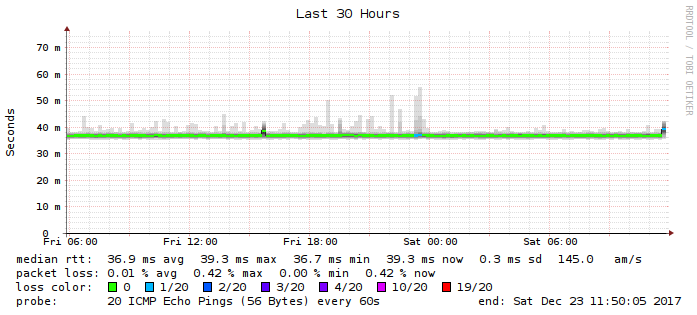 Last 30 Hours
RRDTOOL / TOBI OETIKER
Seconds
70 m
60 m
50 m
40 m
30 m
20 m
10 m
0
Fri 06:00 Fri 12:00 Fri 18:00 Sat 00:00 Sat 06:00
median rtt: 36.9 ms avg 39.3 ms max 36.7 ms min 39.3 ms now 0.3 ms sd 145.0 am/s
packet loss: 0.01 % avg 0.42 % max 0.00 % min 0.42 % now
loss color: 0 1/20 2/20 3/20 4/20 10/20 19/20
probe: 20 ICMP Echo Pings (56 Bytes) every 60s end: Sat Dec 23 11:50:05 2017